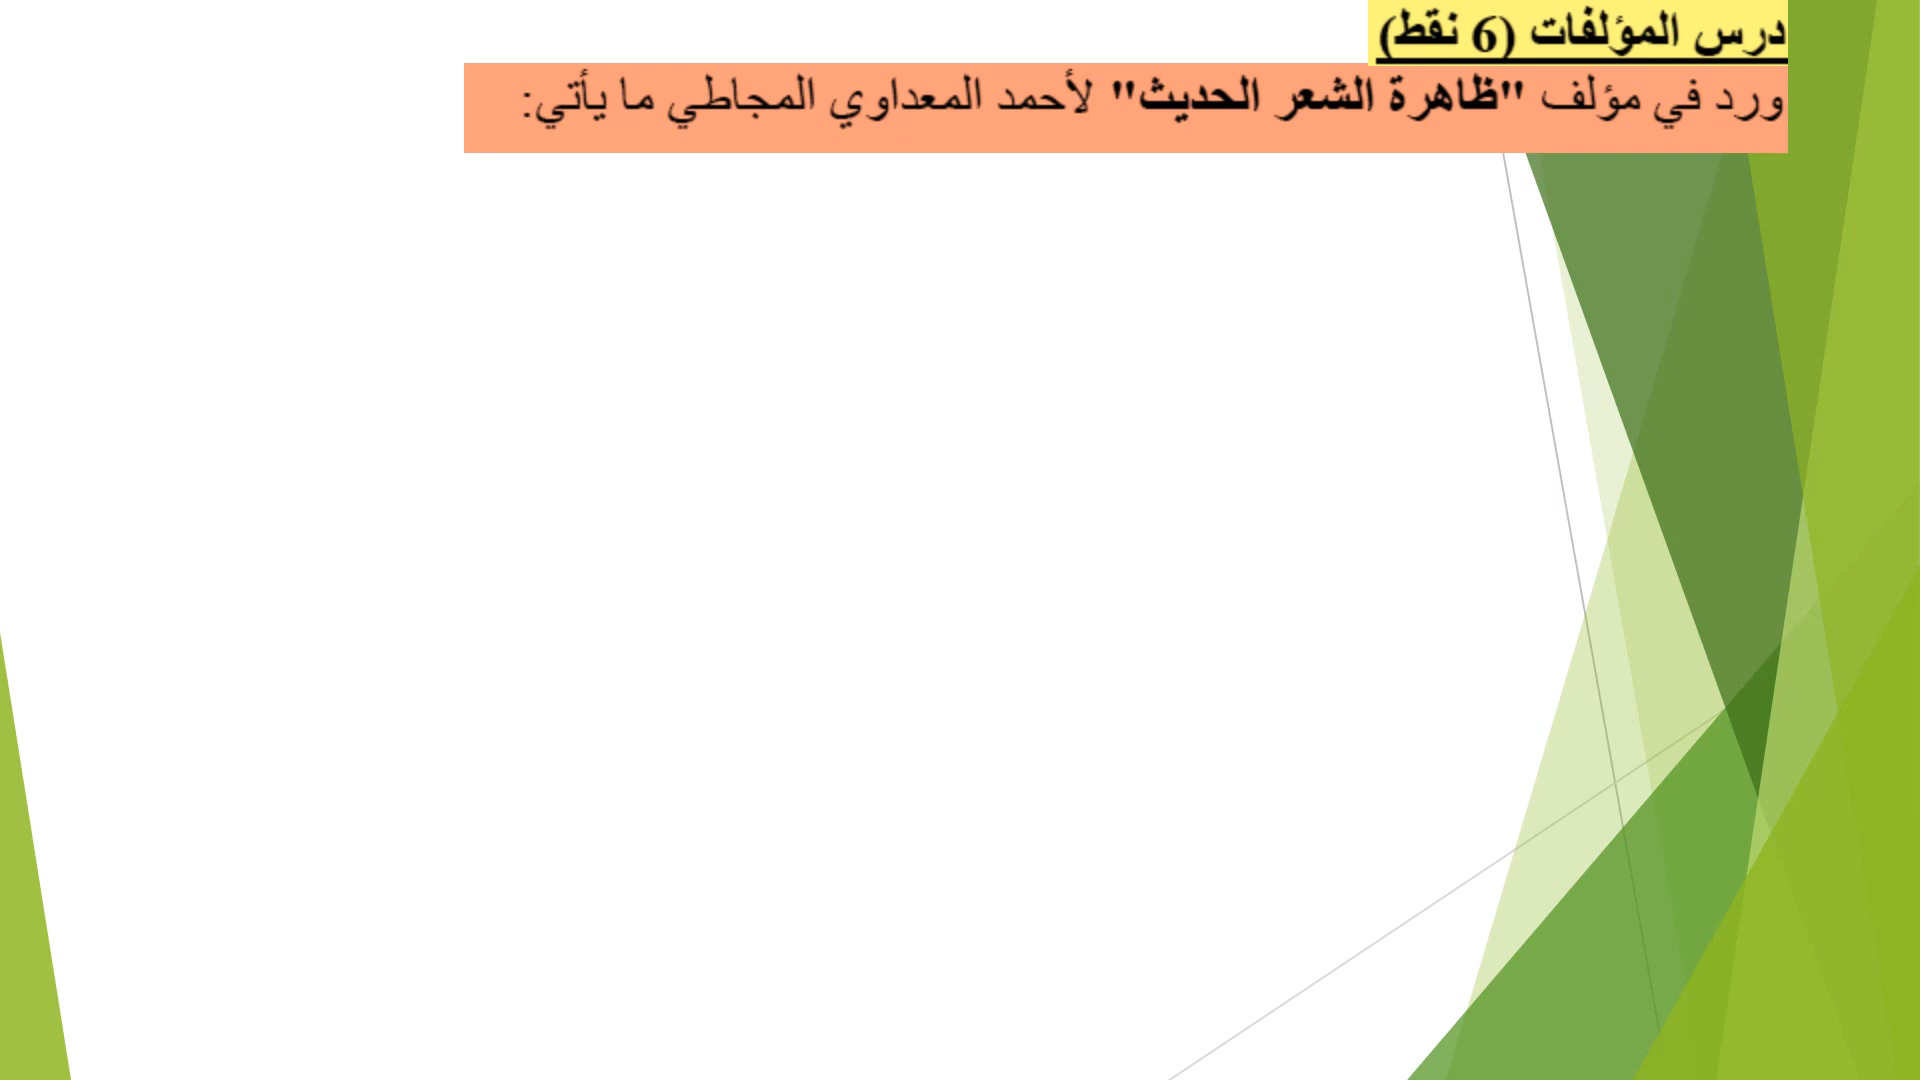 درس المؤلفات (6 نقط)
ورد في مؤلف "ظاهرة الشعر الحديث" لأحمد المعداوي المجاطي ما يأتي: